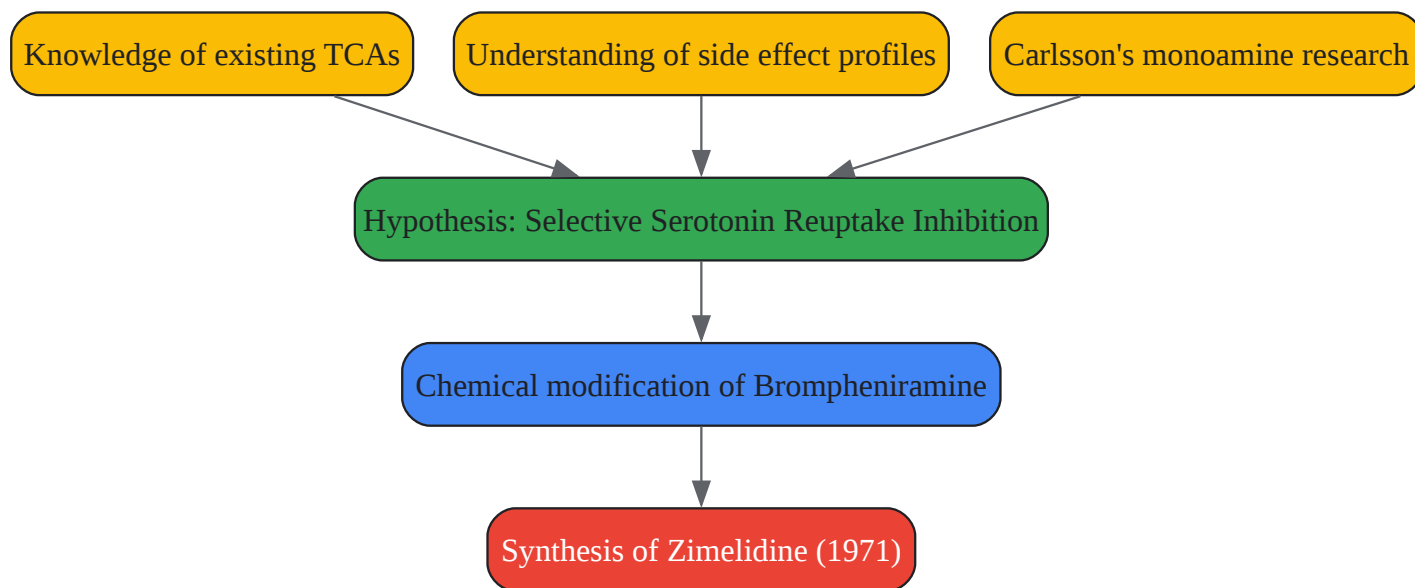 Knowledge of existing TCAs
Understanding of side effect profiles
Carlsson's monoamine research
Hypothesis: Selective Serotonin Reuptake Inhibition
Chemical modification of Brompheniramine
Synthesis of Zimelidine (1971)